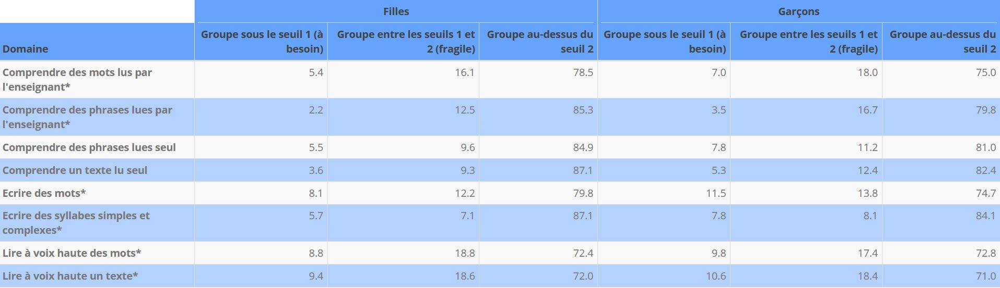 Filles Garçons
Domaine Groupe sous le seuil 1 (à besoin) Groupe entre les seuils 1 et 2 (fragile) Groupe au-dessus du seuil 2 Groupe sous le seuil 1 (à besoin) Groupe entre les seuils 1 et 2 (fragile) Groupe au-dessus du seuil 2
Comprendre des mots lus par l'enseignant* 5.4 16.1 78.5 7.0 18.0 75.0
Comprendre des phrases lues par l'enseignant* 2.2 12.5 85.3 3.5 16.7 79.8
Comprendre des phrases lues seul 5.5 9.6 84.9 7.8 11.2 81.0
Comprendre un texte lu seul 3.6 9.3 87.1 5.3 12.4 82.4
Ecrire des mots* 8.1 12.2 79.8 11.5 13.8 74.7
Ecrire des syllabes simples et complexes* 5.7 7.1 87.1 7.8 8.1 84.1
Lire à voix haute des mots* 8.8 18.8 72.4 9.8 17.4 72.8
Lire à voix haute un texte* 9.4 18.6 72.0 10.6 18.4 71.0